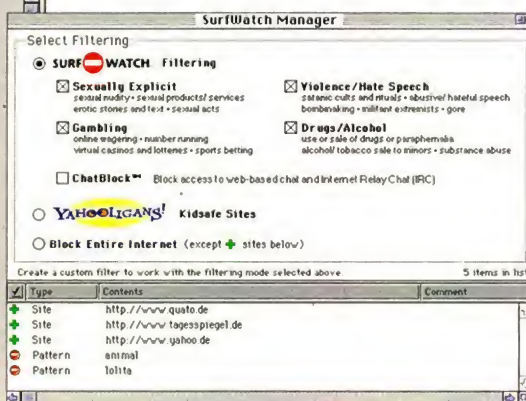 SurfWatch Manager
Select Filtering
SURF WATCH Filtering
Sexually Explicit
sexual nudity • sexual products/ services
erotic stories and text • sexual acts
Violence/Hate Speech
satanic cults and rituals • abusive/ hateful speech
bombmaking • militant extremists • gore
Gambling
online wagering • number running
virtual casinos and lotteries • sports betting
Drugs/Alcohol
use or sale of drugs or paraphernalia
alcohol/ tobacco sale to minors • substance abuse
ChatBlock™ Block access to web-based chat and Internet Relay Chat (IRC)
YAHOOLIGANS! Kidsafe Sites
Block Entire Internet (except + sites below)
Create a custom filter to work with the filtering mode selected above. 5 items in list
Type Contents Comment
Site http://www.quato.de
Site http://www.tagesspiegel.de
Site http://www.yahoo.de
Pattern animal
Pattern lolita